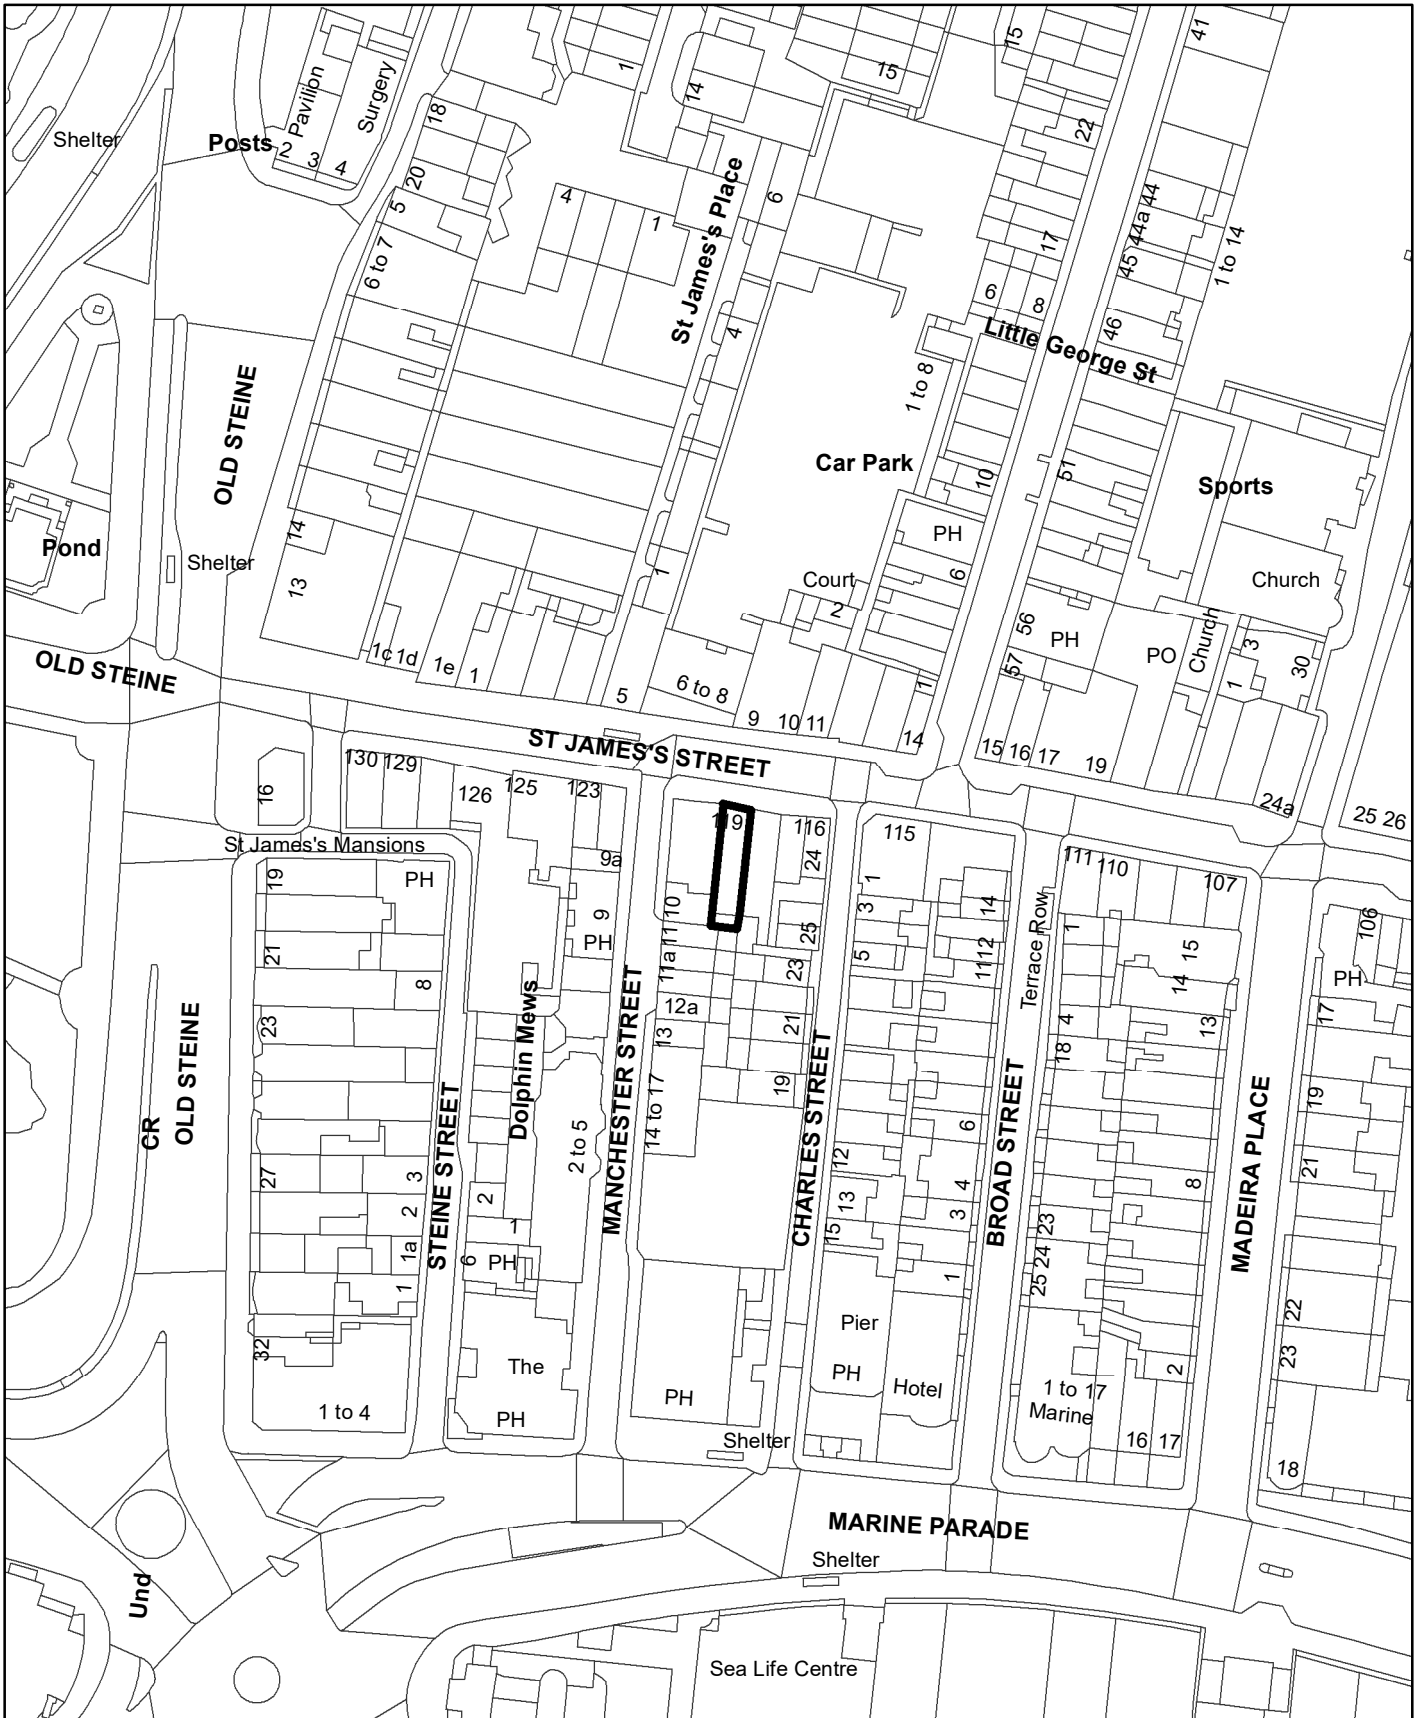 41
15
1
15
Pavilion
Surgery
14
18
22
Shelter
Posts
2
3
4
20
5
4
1
St James's Place
6
44
44a
45
17
1 to 14
6 to 7
6
8
4
46
Little George St
1 to 8
OLD STEINE
Car Park
10
51
Sports
14
PH
Pond
Shelter
13
1
6
Court
2
Church
56
PH
57
PO
Church
3
1
30
OLD STEINE
1c
1d
1e
1
5
6 to 8
9
10
11
1
14
15
16
17
19
24a
25
26
ST JAMES'S STREET
130
129
126
125
123
16
119
116
115
St James's Mansions
9a
24
111
110
107
19
PH
1
10
3
14
106
9
PH
11
11a
25
5
12
11
Terrace Row
1
15
14
PH
21
8
23
12a
13
21
4
18
13
17
23
OLD STEINE
CR
Dolphin Mews
MANCHESTER STREET
14 to 17
19
CHARLES STREET
6
BROAD STREET
MADEIRA PLACE
19
2 to 5
12
21
27
3
STEINE STREET
2
13
4
8
2
1
15
3
23
1a
6
PH
24
1
1
25
22
32
Pier
The
PH
Hotel
1 to 17
Marine
2
23
1 to 4
PH
PH
Shelter
16
17
18
MARINE PARADE
Shelter
Und
Sea Life Centre